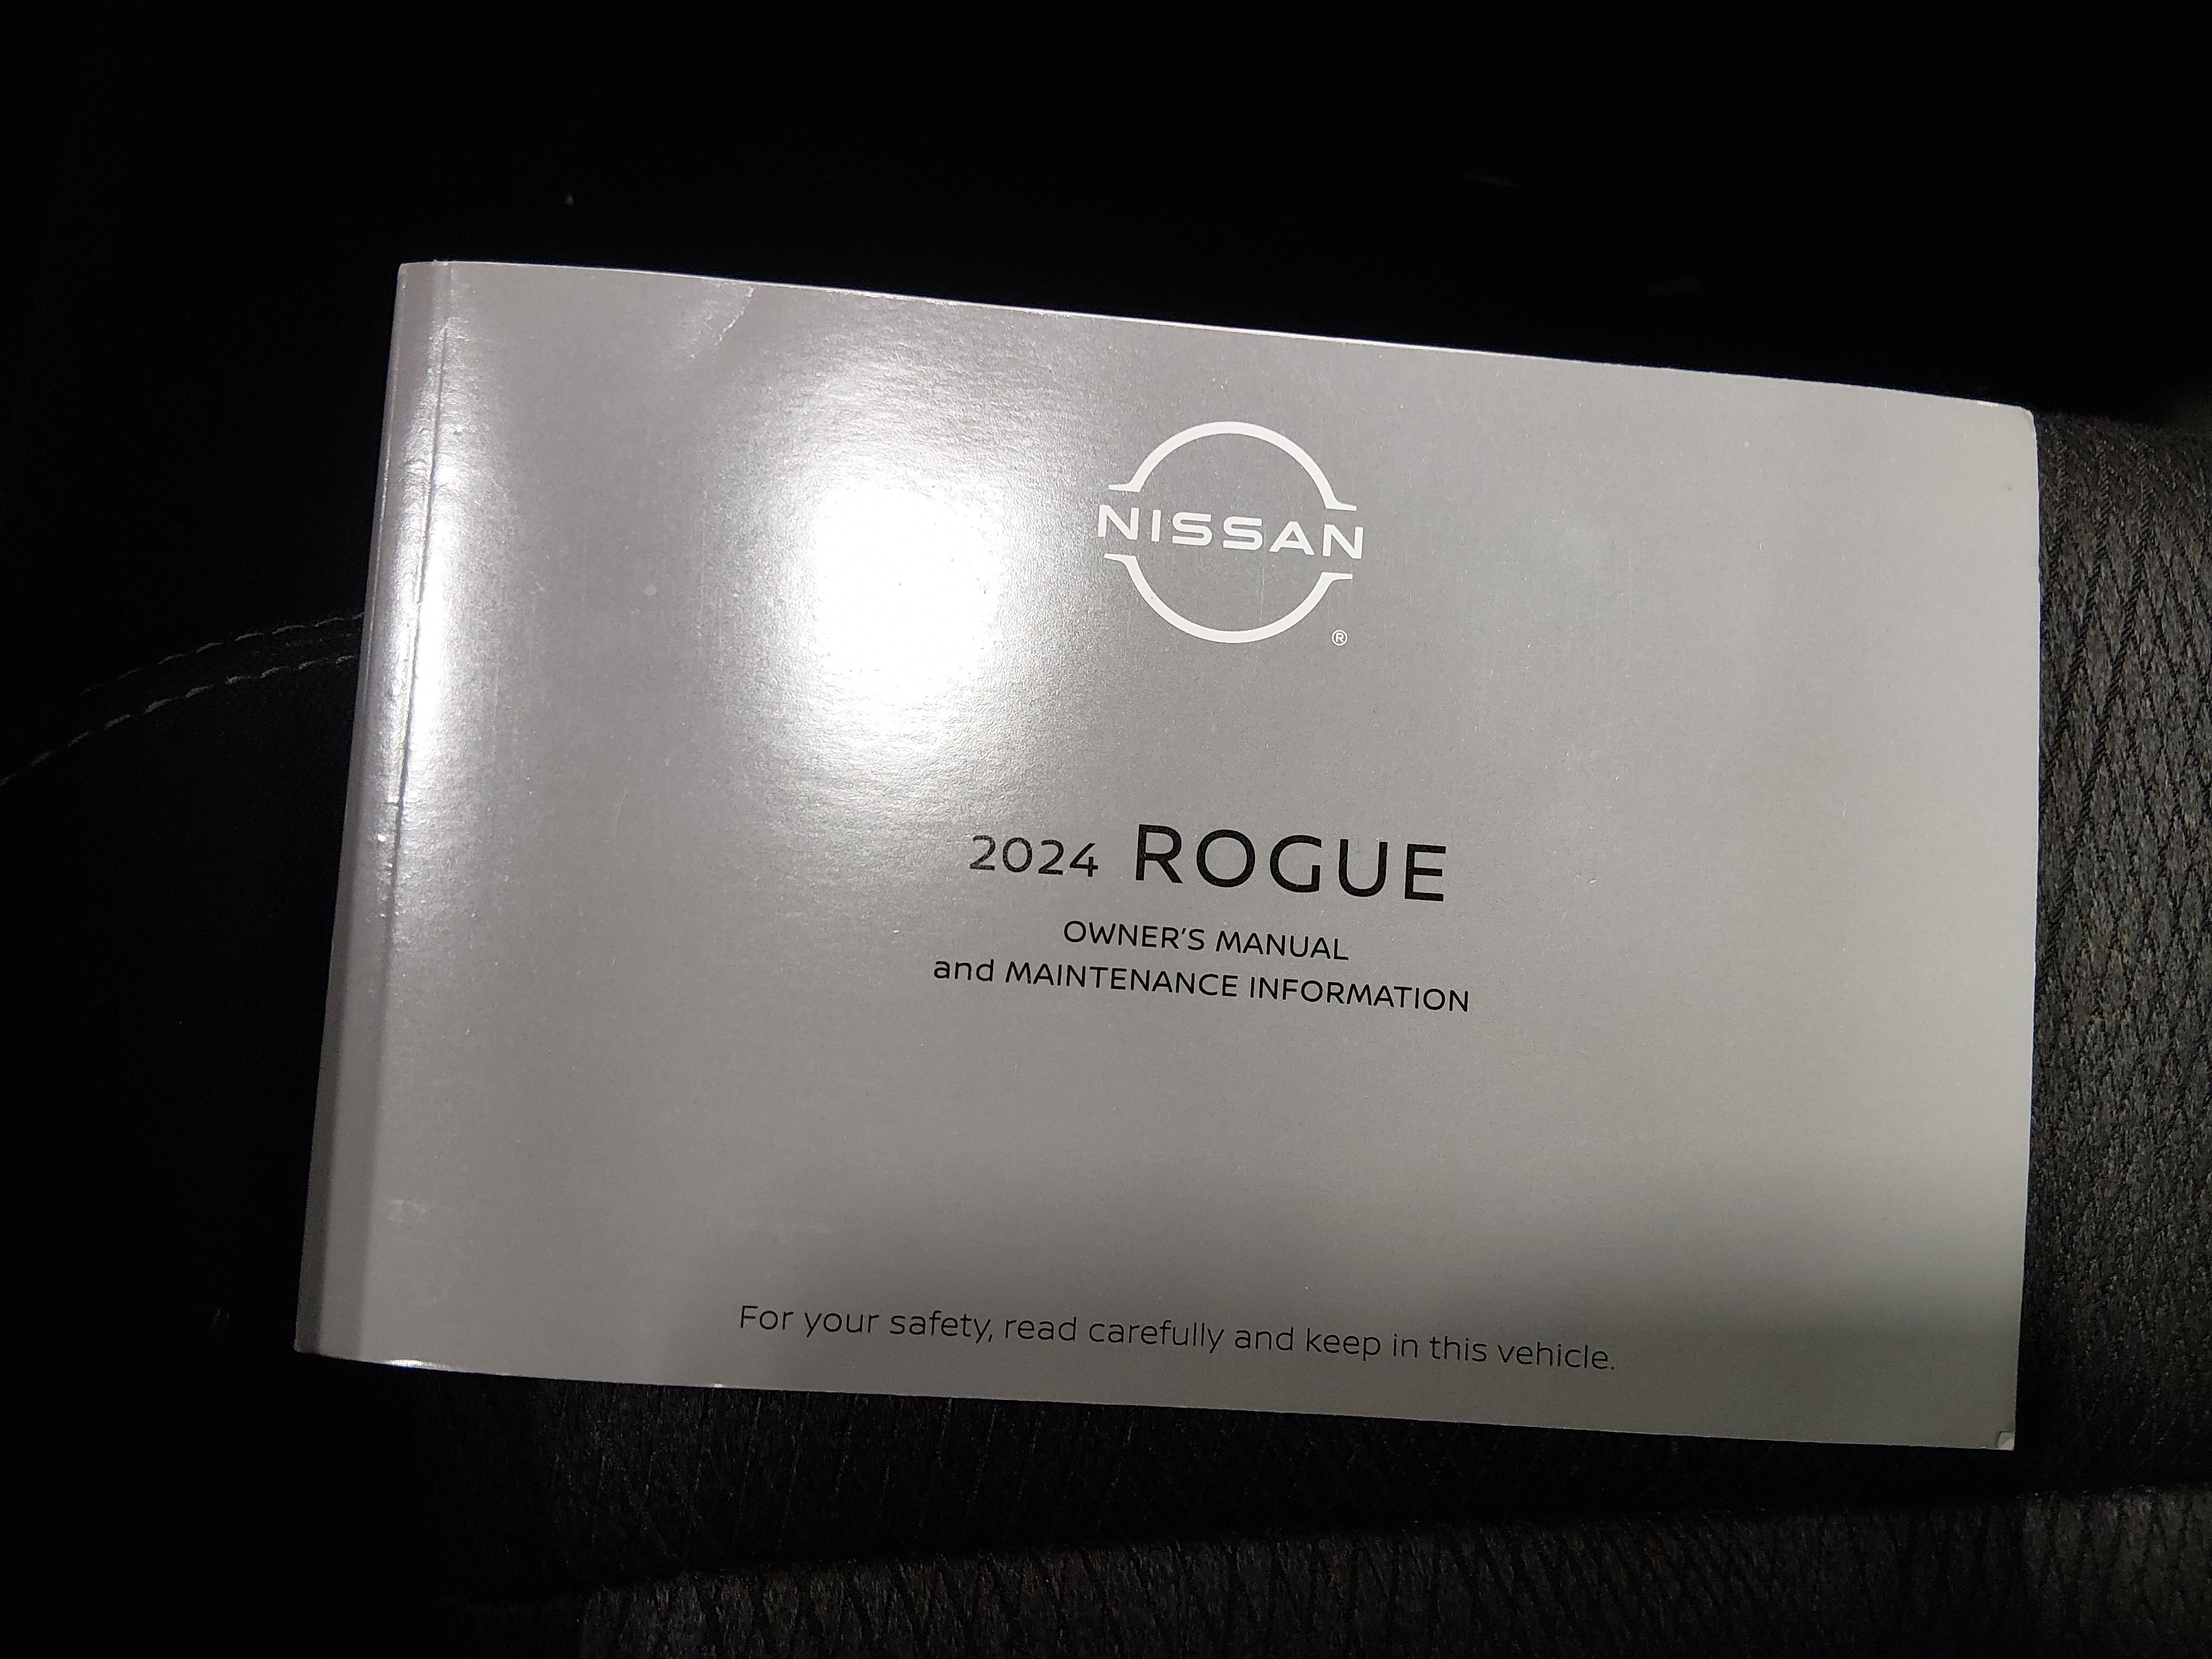 NISSAN
®
2024 ROGUE
OWNER'S MANUAL
and MAINTENANCE INFORMATION
For your safety, read carefully and keep in this vehicle.